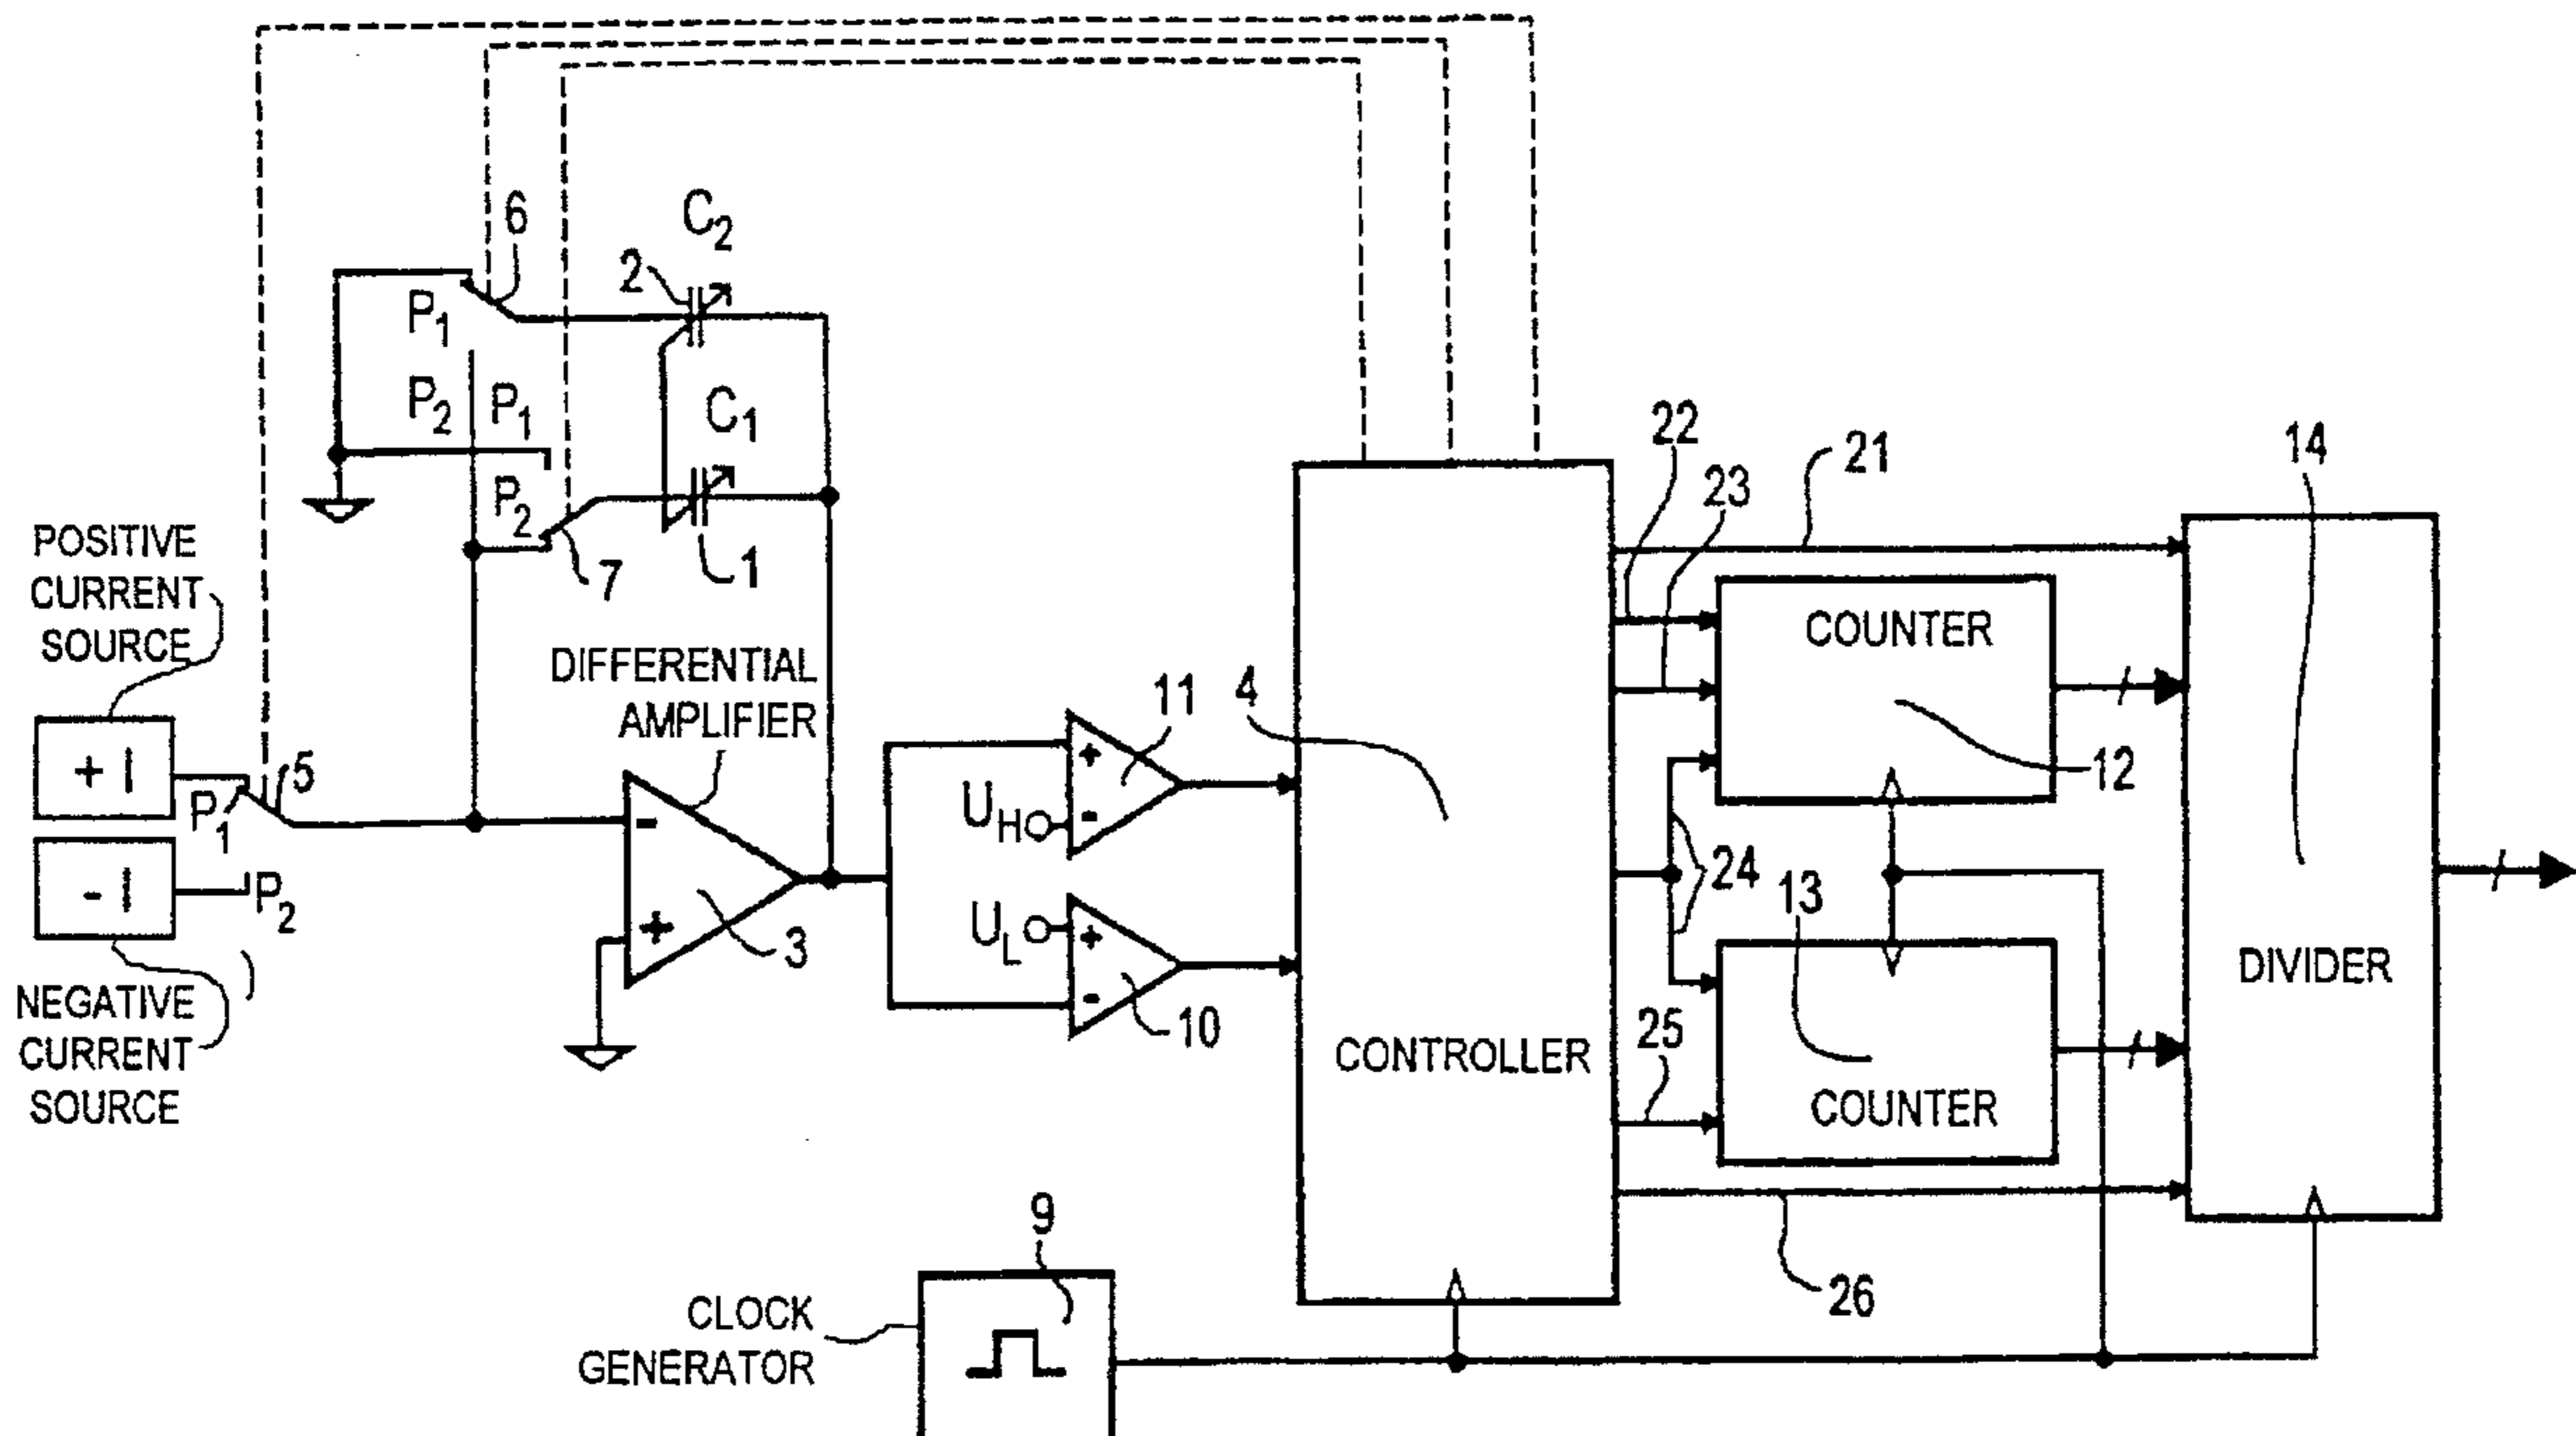 6
C2
2
P1
P2
P1
C1
P2
7
1
22
21
23
14
POSITIVE
CURRENT
SOURCE
DIFFERENTIAL
AMPLIFIER
COUNTER
11
4
+ I
5
P1
- I
P2
-
+
3
UH
+
-
UL
+
-
10
12
24
13
DIVIDER
NEGATIVE
CURRENT
SOURCE
CONTROLLER
25
COUNTER
9
26
CLOCK
GENERATOR